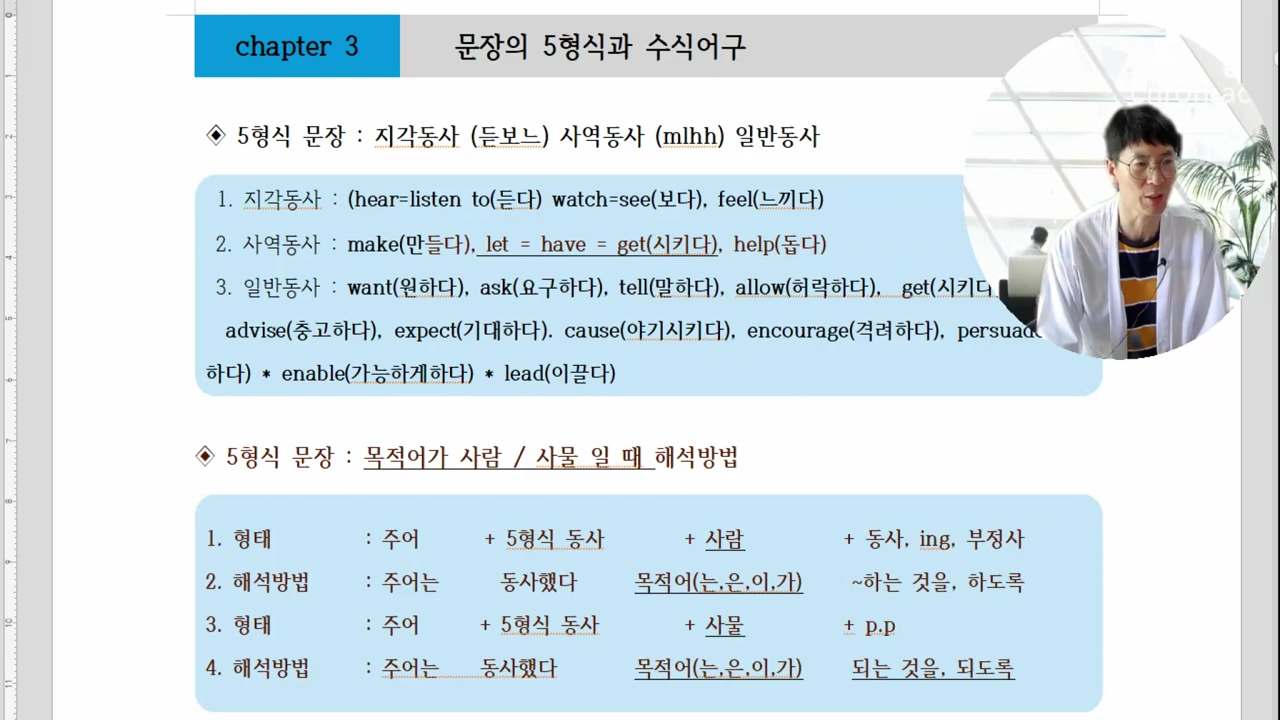 chapter 3 문장의 5형식과 수식어구
◈ 5형식 문장 : 지각동사 (듣보느) 사역동사 (mlhh) 일반동사
1. 지각동사 : (hear=listen to(듣다) watch=see(보다), feel(느끼다)
2. 사역동사 : make(만들다), let = have = get(시키다), help(돕다)
3. 일반동사 : want(원하다), ask(요구하다), tell(말하다), allow(허락하다), get(시키다
advise(충고하다), expect(기대하다). cause(야기시키다), encourage(격려하다),
하다) * enable(가능하게하다) * lead(이끌다)
◈ 5형식 문장 : 목적어가 사람 / 사물 일 때 해석방법
1. 형태 : 주어 + 5형식 동사 + 사람 + 동사, ing, 부정사
2. 해석방법 : 주어는 동사했다 목적어(는,은,이,가) ~하는 것을, 하도록
3. 형태 : 주어 + 5형식 동사 + 사물 + p.p
4. 해석방법 : 주어는 동사했다 목적어(는,은,이,가) 되는 것을, 되도록